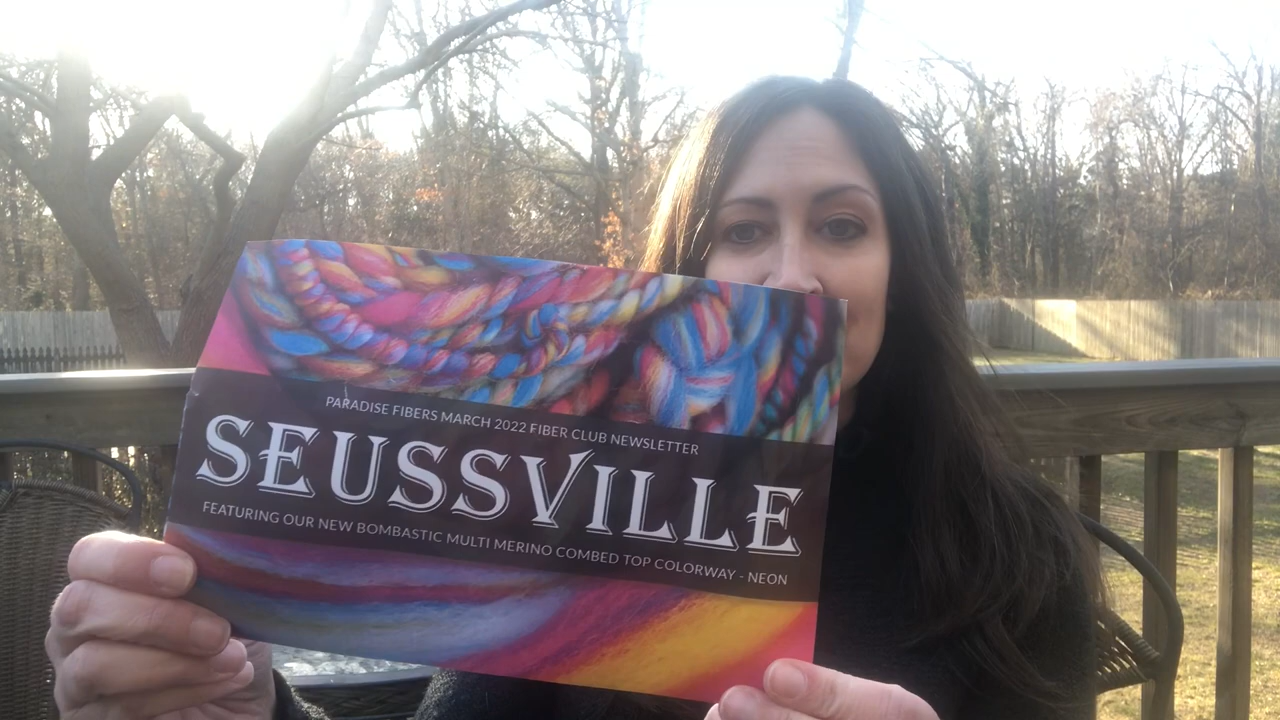 PARADISE FIBERS MARCH 2022 FIBER CLUB NEWSLETTER
SEUSSVILLE
FEATURING OUR NEW BOMBASTIC MULTI MERINO COMBED TOP COLORWAY - NEON